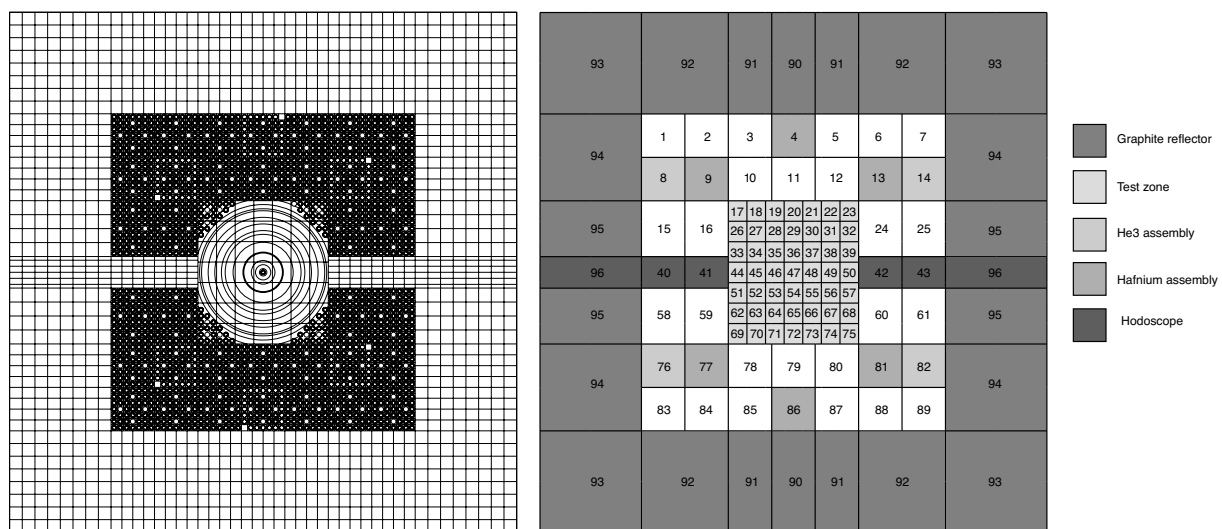 93 92 91 90 91 92 93
1 2 3 4 5 6 7
94 94
8 9 10 11 12 13 14
17 18 19 20 21 22 23
95 15 16 26 27 28 29 30 31 32 24 25 95
33 34 35 36 37 38 39
96 40 41 44 45 46 47 48 49 50 42 43 96
51 52 53 54 55 56 57
95 58 59 62 63 64 65 66 67 68 60 61 95
69 70 71 72 73 74 75
76 77 78 79 80 81 82
94 94
83 84 85 86 87 88 89
93 92 91 90 91 92 93
Graphite reflector
Test zone
He3 assembly
Hafnium assembly
Hodoscope